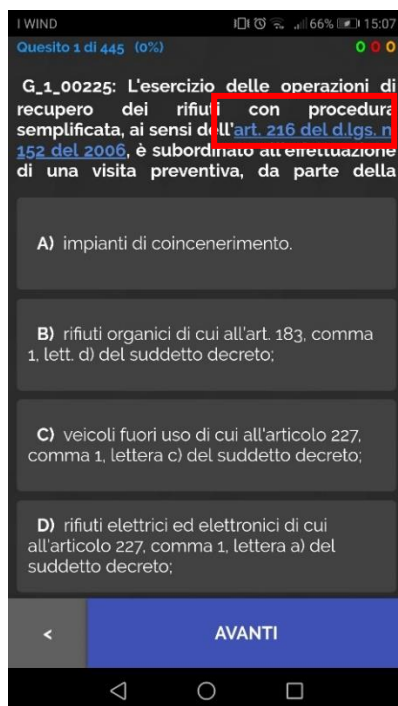 I WIND 66% 15:07
Quesito 1 di 445 (0%) 0 0 0
G_1_00225: L'esercizio delle operazioni di
recupero dei rifiuti con procedura
semplificata, ai sensi dell'art. 216 del d.lgs. n
152 del 2006, è subordinato all'effettuazione
di una visita preventiva, da parte della
A) impianti di coincenerimento.
B) rifiuti organici di cui all'art. 183, comma
1, lett. d) del suddetto decreto;
C) veicoli fuori uso di cui all'articolo 227,
comma 1, lettera c) del suddetto decreto;
D) rifiuti elettrici ed elettronici di cui
all'articolo 227, comma 1, lettera a) del
suddetto decreto;
< AVANTI